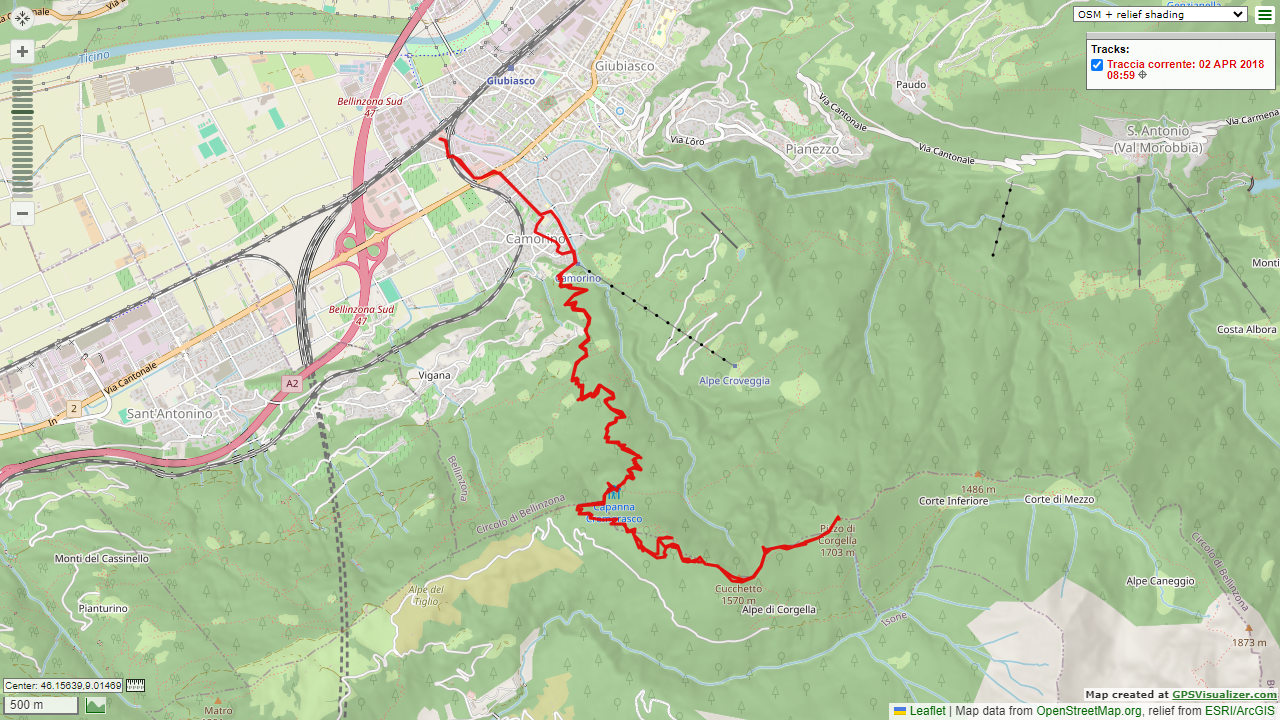 OSM + relief shading
Tracks:
Traccia corrente: 02 APR 2018
08:59
Ticino
Giubiasco
Giubiasco
Bellinzona Sud
47
Paudo
Via Cantonale
Via Carmena
S. Antonio
(Val Morobbia)
Via L'òro
Pianezzo
Via Cantonale
Camorino
Camorino
Monti
Bellinzona Sud
47
Costa Albora
Via Cantonale
A2
Vigana
Alpe Croveggia
2
Sant'Antonino
Bellinzona
Circolo di Bellinzona
Capanna
Cremorasco
1486 m
Corte Inferiore
Corte di Mezzo
Pizzo di
Corgella
1703 m
Circolo di Bellinzona
Monti del Cassinello
Alpe del
Tiglio
Cucchetto
1570 m
Alpe Caneggio
Pianturino
Alpe di Corgella
Isone
1873 m
Center: 46.15639,9.01469
500 m
Matro
Map created at GPSVisualizer.com
Leaflet | Map data from OpenStreetMap.org, relief from ESRI/ArcGIS